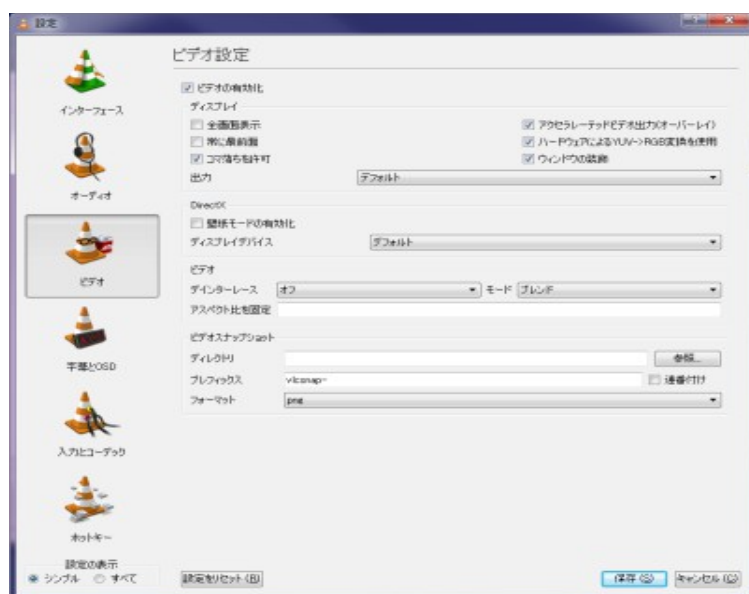 設定
インターフェース
オーディオ
ビデオ
字幕とOSD
入力とコーデック
ホットキー
設定の表示
シンプル すべて
ビデオ設定
ビデオの有効化
ディスプレイ
全画面表示 アクセラレーテッドビデオ出力(オーバーレイ)
常に最前面 ハードウェアによるYUV->RGB変換を使用
コマ落ちを許可 ウィンドウの装飾
出力 デフォルト
DirectX
壁紙モードの有効化
ディスプレイデバイス デフォルト
ビデオ
デインターレース オフ モード ブレンド
アスペクト比を固定
ビデオスナップショット
ディレクトリ 参照...
プレフィックス vlcsnap- 連番付け
フォーマット png
設定をリセット(R) 保存(S) キャンセル(C)